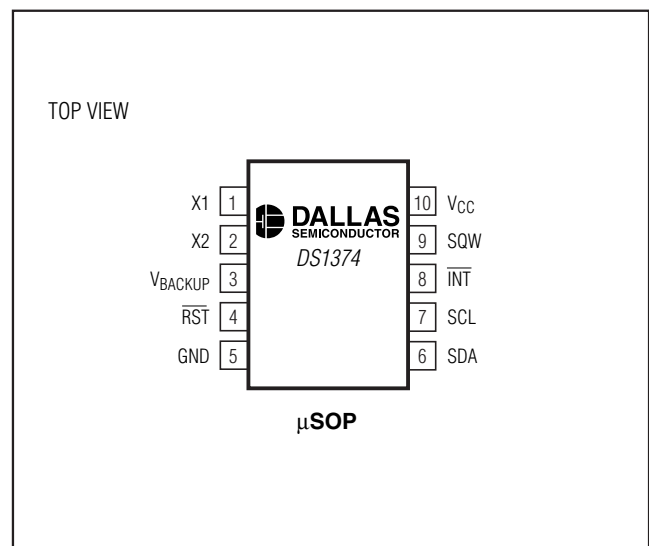 TOP VIEW
X1 1
X2 2
VBACKUP 3
RST 4
GND 5
DALLAS
SEMICONDUCTOR
DS1374
10 VCC
9 SQW
8 INT
7 SCL
6 SDA
µSOP